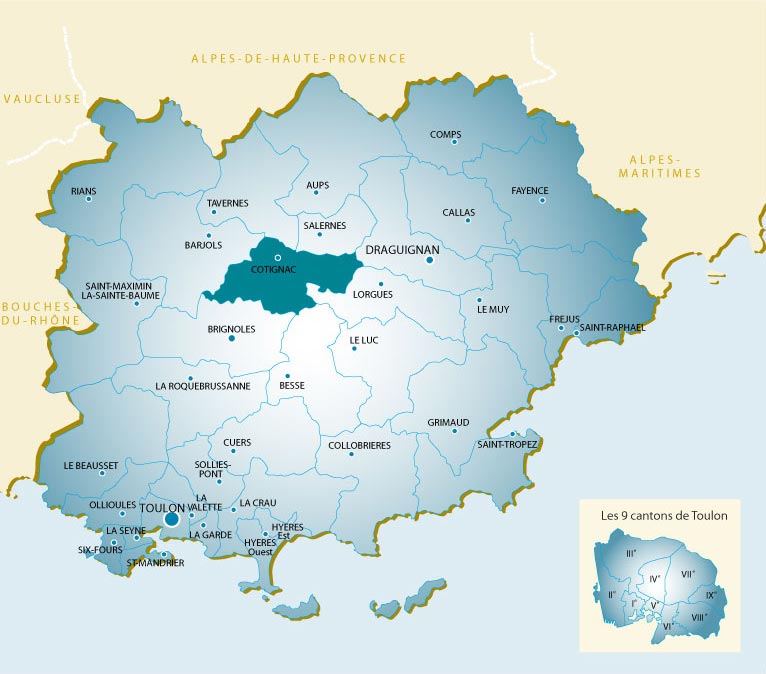 ALPES-DE-HAUTE-PROVENCE
VAUCLUSE
COMPS
ALPES-
MARITIMES
RIANS
AUPS
FAYENCE
TAVERNES
CALLAS
SALERNES
BARJOLS
DRAGUIGNAN
COTIGNAC
SAINT-MAXIMIN
LA-SAINTE-BAUME
LORGUES
BOUCHES-
DU-RHÔNE
LE MUY
FREJUS
SAINT-RAPHAEL
BRIGNOLES
LE LUC
LA ROQUEBRUSSANNE
BESSE
GRIMAUD
SAINT-TROPEZ
CUERS
COLLOBRIERES
LE BEAUSSET
SOLLIES-
PONT
OLLIOULES
TOULON
LA
VALETTE
LA CRAU
LA SEYNE
LA GARDE
HYERES
Est
SIX-FOURS
HYERES
Ouest
ST-MANDRIER
Les 9 cantons de Toulon
III°
IV°
VII°
II°
I°
V°
IX°
VI°
VIII°